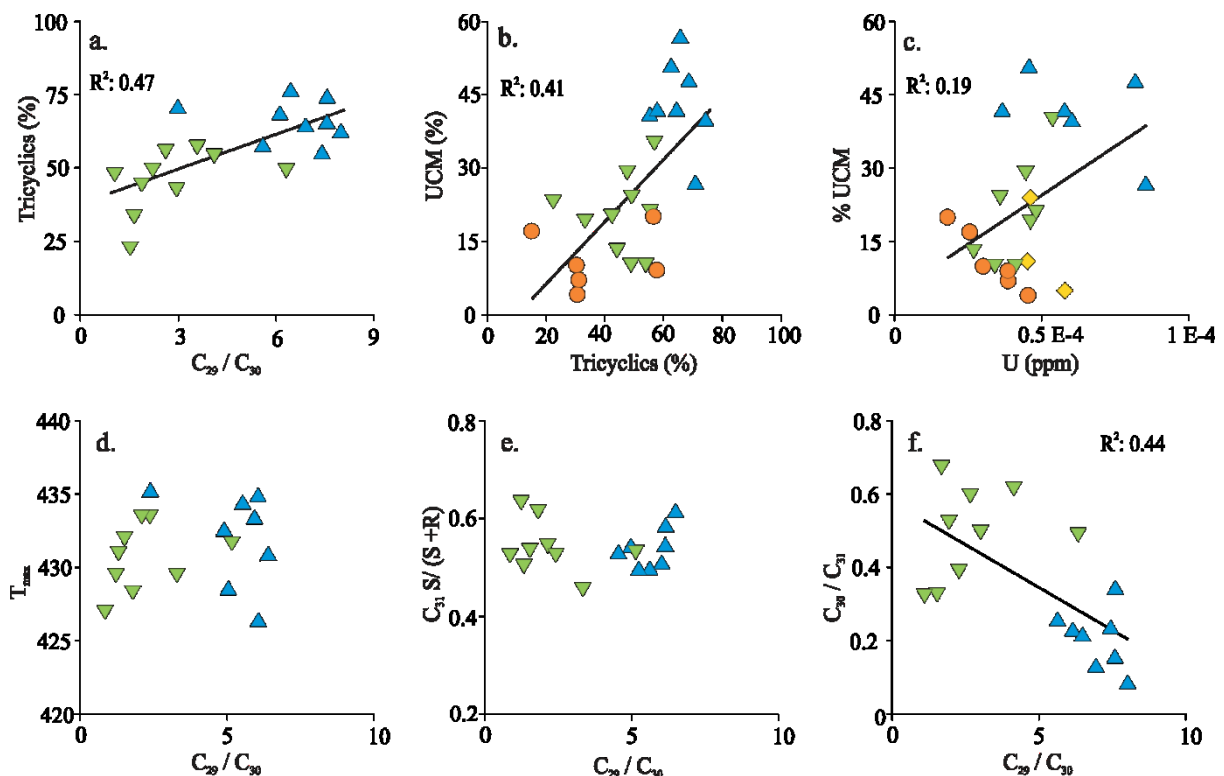 a.
R²: 0.47
Tricyclics (%)
100
75
50
25
0
0
3
6
9
C₂₉ / C₃₀
b.
R²: 0.41
UCM (%)
60
45
30
15
0
0
20
40
60
80
100
Tricyclics (%)
c.
R²: 0.19
% UCM
60
45
30
15
0
0
0.5 E-4
1 E-4
U (ppm)
d.
Tmax
440
435
430
425
420
0
5
10
C₂₉ / C₃₀
e.
C₃₁ S/ (S +R)
0.8
0.6
0.4
0.2
0
5
10
C₂₉ / C₃₀
f.
R²: 0.44
C₃₀ / C₃₁
0.8
0.6
0.4
0.2
0
0
5
10
C₂₉ / C₃₀